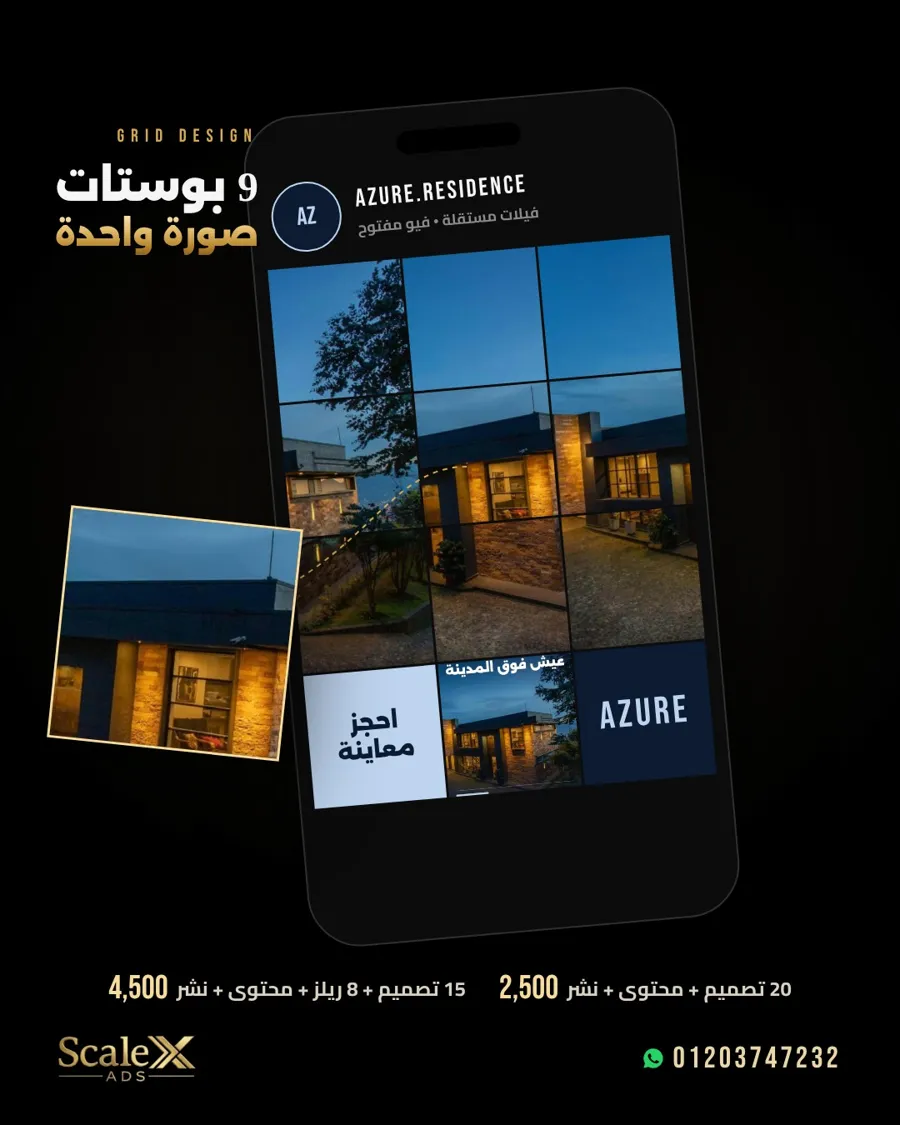 GRID DESIGN
9 بوستات
صورة واحدة
AZ
AZURE.RESIDENCE
فيلات مستقلة • فيو مفتوح
عيش فوق المدينة
احجز
معاينة
AZURE
20 تصميم + محتوى + نشر 2,500
15 تصميم + 8 ريلز + محتوى + نشر 4,500
ScaleX
ADS
01203747232